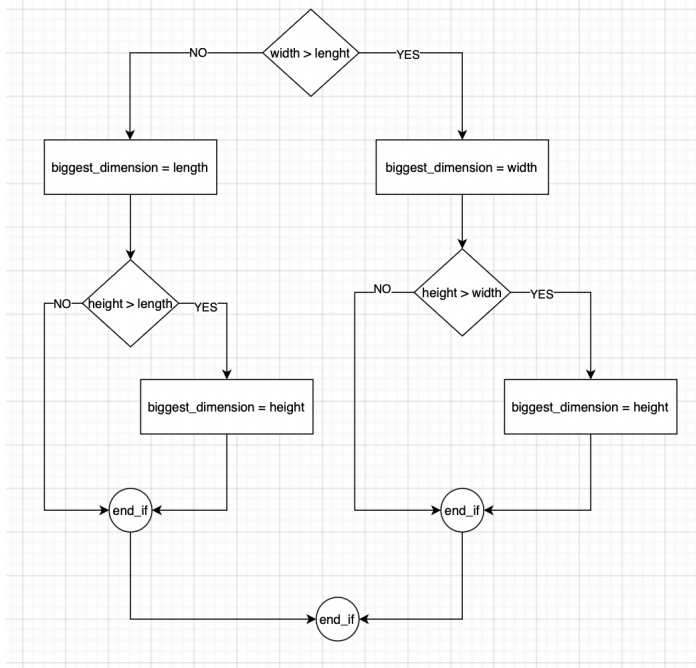 width > lenght
NO
YES
biggest_dimension = length
biggest_dimension = width
height > length
NO
YES
height > width
NO
YES
biggest_dimension = height
biggest_dimension = height
end_if
end_if
end_if